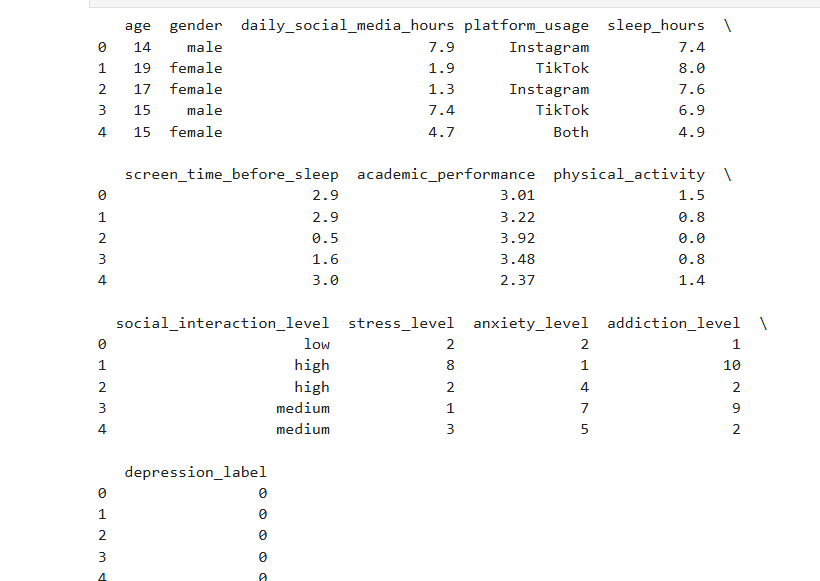 age gender daily_social_media_hours platform_usage sleep_hours \
0 14 male 7.9 Instagram 7.4
1 19 female 1.9 TikTok 8.0
2 17 female 1.3 Instagram 7.6
3 15 male 7.4 TikTok 6.9
4 15 female 4.7 Both 4.9
screen_time_before_sleep academic_performance physical_activity \
0 2.9 3.01 1.5
1 2.9 3.22 0.8
2 0.5 3.92 0.0
3 1.6 3.48 0.8
4 3.0 2.37 1.4
social_interaction_level stress_level anxiety_level addiction_level \
0 low 2 2 1
1 high 8 1 10
2 high 2 4 2
3 medium 1 7 9
4 medium 3 5 2
depression_label
0 0
1 0
2 0
3 0
4 0